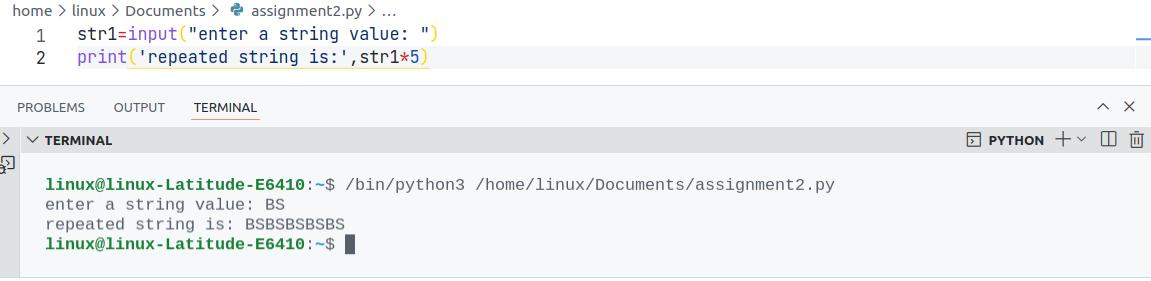 home > linux > Documents > assignment2.py > ...
1 str1=input("enter a string value: ")
2 print('repeated string is:',str1*5)
PROBLEMS OUTPUT TERMINAL
TERMINAL PYTHON
linux@linux-Latitude-E6410:~$ /bin/python3 /home/linux/Documents/assignment2.py
enter a string value: BS
repeated string is: BSBSBSBSBS
linux@linux-Latitude-E6410:~$